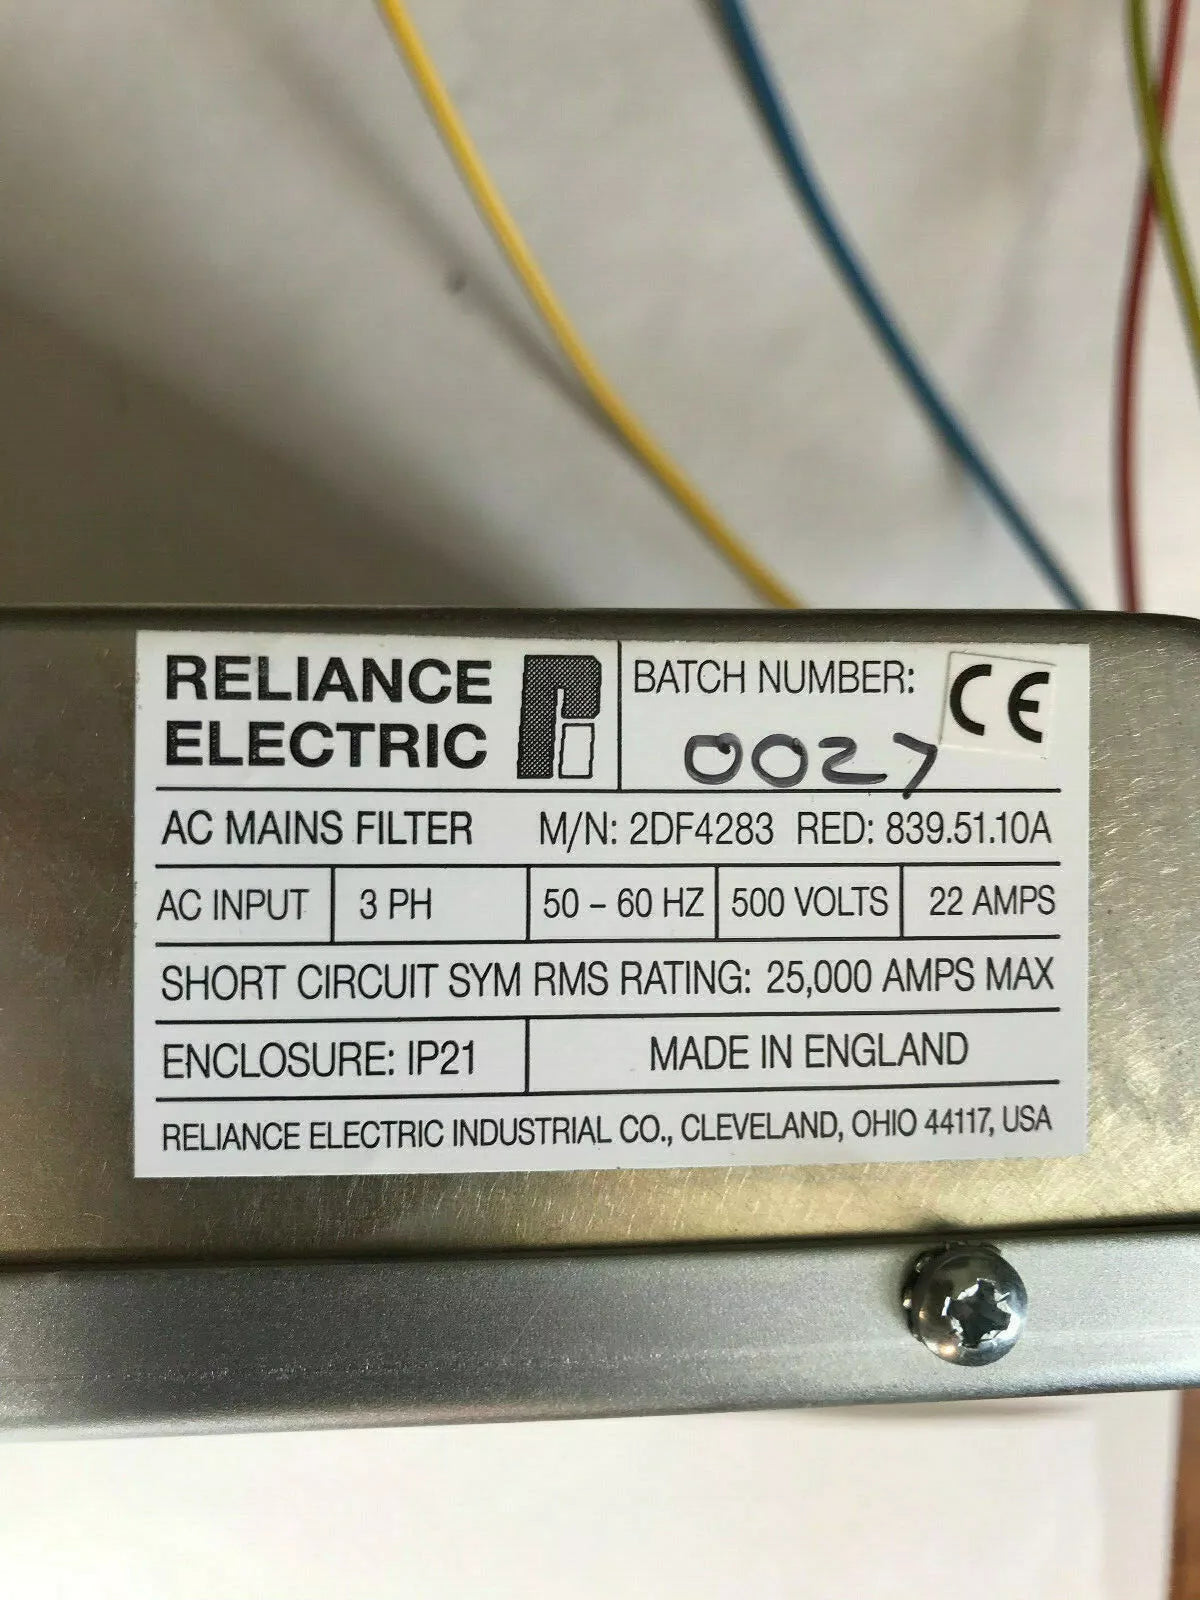 RELIANCE
ELECTRIC
BATCH NUMBER:
0027
CE
AC MAINS FILTER M/N: 2DF4283 RED: 839.51.10A
AC INPUT 3 PH 50 – 60 HZ 500 VOLTS 22 AMPS
SHORT CIRCUIT SYM RMS RATING: 25,000 AMPS MAX
ENCLOSURE: IP21 MADE IN ENGLAND
RELIANCE ELECTRIC INDUSTRIAL CO., CLEVELAND, OHIO 44117, USA